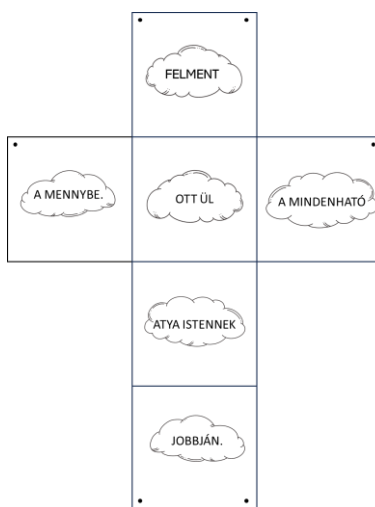 FELMENT
A MENNYBE.
OTT ÜL
A MINDENHATÓ
ATYA ISTENNEK
JOBBJÁN.